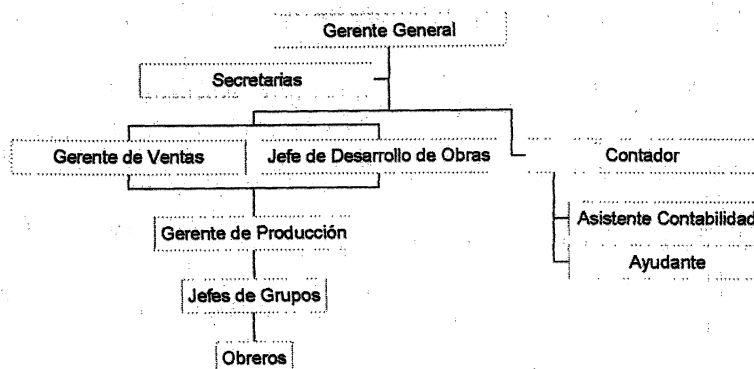 Gerente General
Secretarias
Gerente de Ventas
Jefe de Desarrollo de Obras
Contador
Gerente de Producción
Asistente Contabilidad
Ayudante
Jefes de Grupos
Obreros